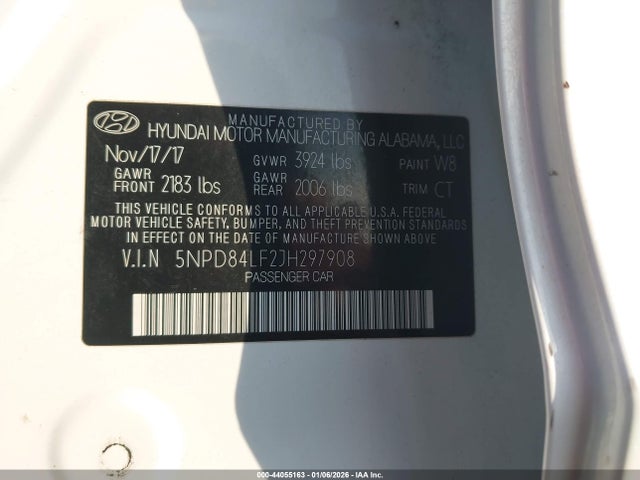 MANUFACTURED BY
HYUNDAI MOTOR MANUFACTURING ALABAMA, LLC
Nov/17/17 GVWR 3924 lbs PAINT W8
GAWR FRONT 2183 lbs GAWR REAR 2006 lbs TRIM CT
THIS VEHICLE CONFORMS TO ALL APPLICABLE U.S.A. FEDERAL
MOTOR VEHICLE SAFETY, BUMPER, AND THEFT PREVENTION STANDARDS
IN EFFECT ON THE DATE OF MANUFACTURE SHOWN ABOVE.
V.I.N 5NPD84LF2JH297908
PASSENGER CAR
000-44055163 - 01/06/2026 - IAA Inc.